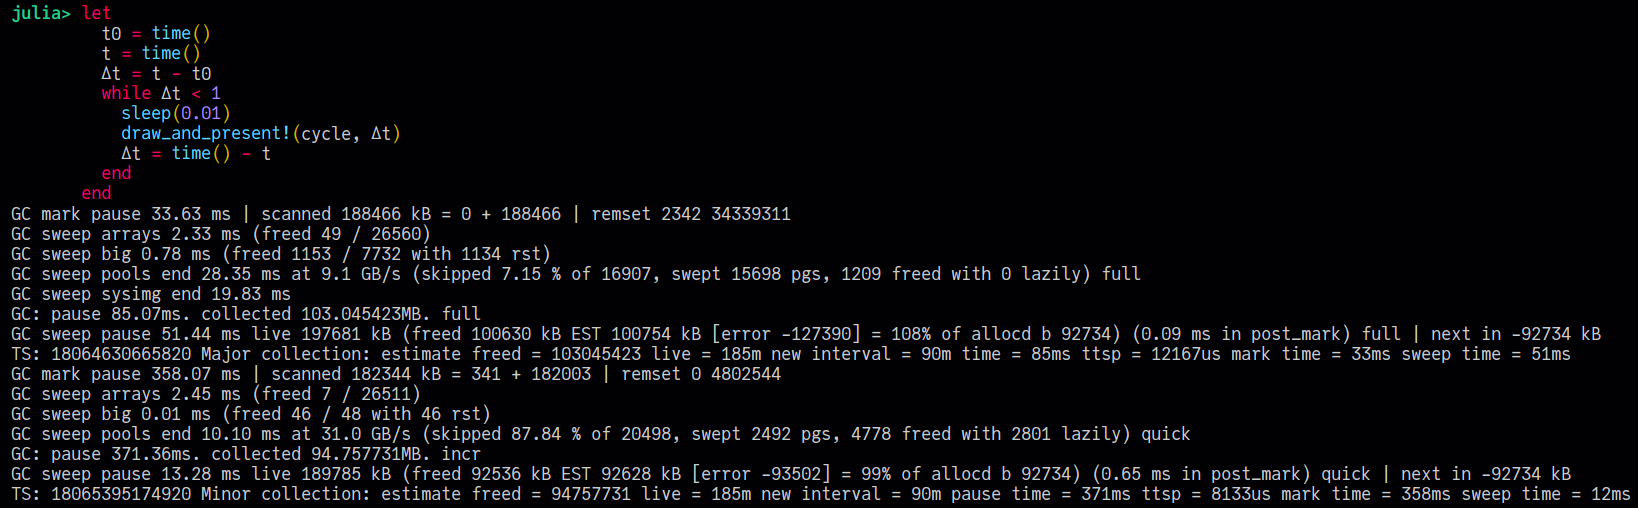 julia> let
t0 = time()
t = time()
Δt = t - t0
while Δt < 1
sleep(0.01)
draw_and_present!(cycle, Δt)
Δt = time() - t
end
end
GC mark pause 33.63 ms | scanned 188466 kB = 0 + 188466 | remset 2342 34339311
GC sweep arrays 2.33 ms (freed 49 / 26560)
GC sweep big 0.78 ms (freed 1153 / 7732 with 1134 rst)
GC sweep pools end 28.35 ms at 9.1 GB/s (skipped 7.15 % of 16907, swept 15698 pgs, 1209 freed with 0 lazily) full
GC sweep sysimg end 19.83 ms
GC: pause 85.07ms. collected 103.045423MB. full
GC sweep pause 51.44 ms live 197681 kB (freed 100630 kB EST 100754 kB [error -127390] = 108% of allocd b 92734) (0.09 ms in post_mark) full | next in -92734 kB
TS: 18064630665820 Major collection: estimate freed = 103045423 live = 185m new interval = 90m time = 85ms ttsp = 12167us mark time = 33ms sweep time = 51ms
GC mark pause 358.07 ms | scanned 182344 kB = 341 + 182003 | remset 0 4802544
GC sweep arrays 2.45 ms (freed 7 / 26511)
GC sweep big 0.01 ms (freed 46 / 48 with 46 rst)
GC sweep pools end 10.10 ms at 31.0 GB/s (skipped 87.84 % of 20498, swept 2492 pgs, 4778 freed with 2801 lazily) quick
GC: pause 371.36ms. collected 94.757731MB. incr
GC sweep pause 13.28 ms live 189785 kB (freed 92536 kB EST 92628 kB [error -93502] = 99% of allocd b 92734) (0.65 ms in post_mark) quick | next in -92734 kB
TS: 18065395174920 Minor collection: estimate freed = 94757731 live = 185m new interval = 90m pause time = 371ms ttsp = 8133us mark time = 358ms sweep time = 12ms